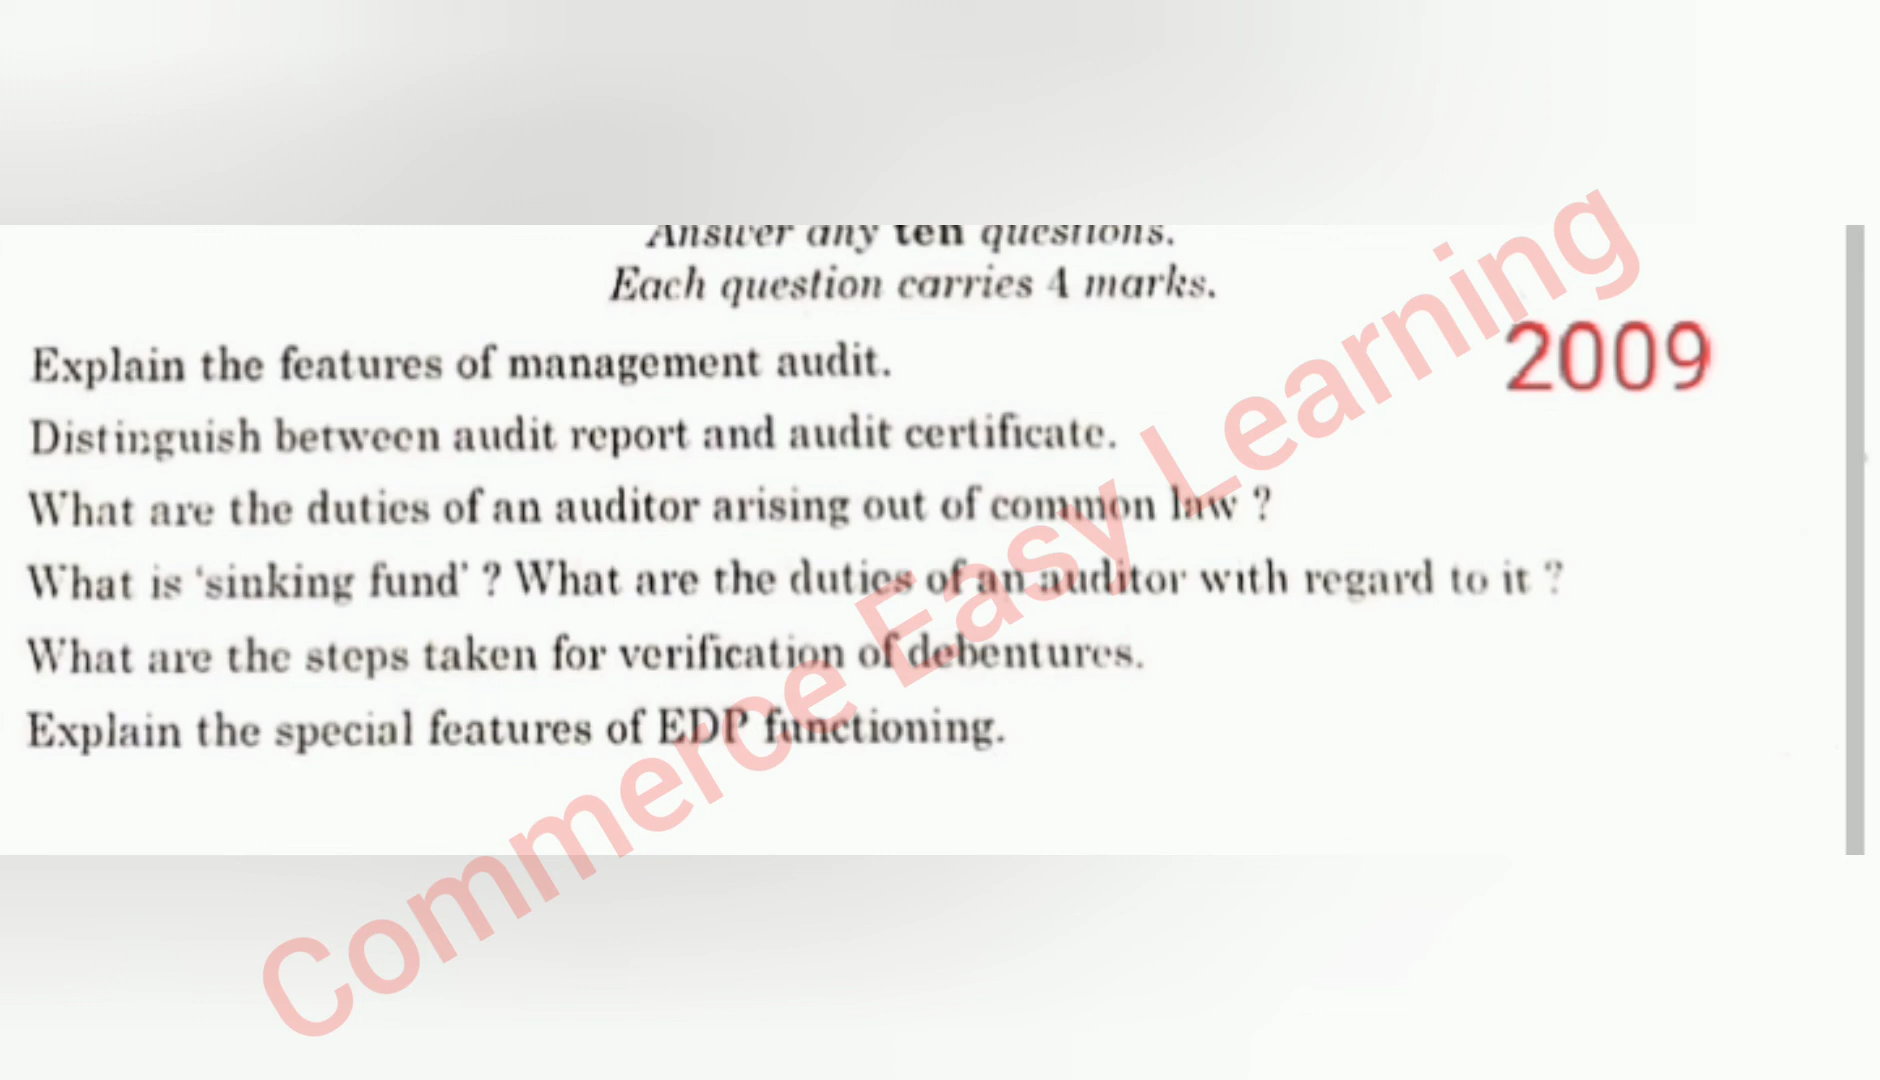 Answer any ten questions.
Each question carries 4 marks.
2009
Explain the features of management audit.
Distinguish between audit report and audit certificate.
What are the duties of an auditor arising out of common law ?
What is ‘sinking fund’ ? What are the duties of an auditor with regard to it ?
What are the steps taken for verification of debentures.
Explain the special features of EDP functioning.
Commerce Easy Learning